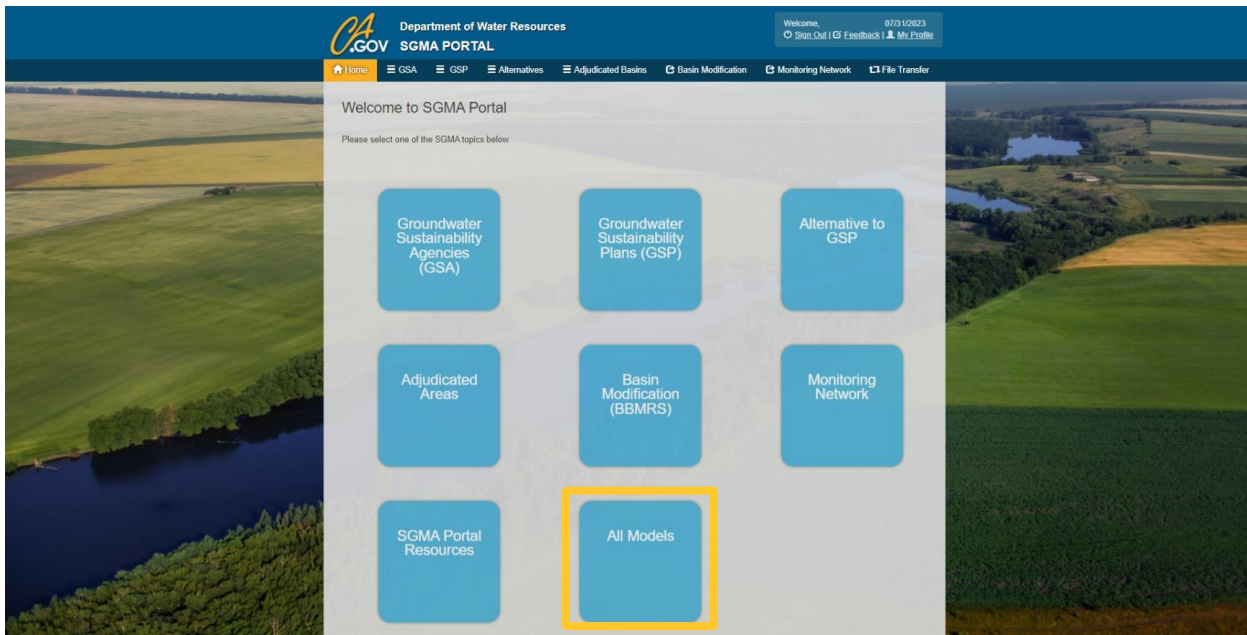 CA
.GOV
Department of Water Resources
SGMA PORTAL
Welcome, 07/31/2023
Sign Out | Feedback | My Profile
Home GSA GSP Alternatives Adjudicated Basins Basin Modification Monitoring Network File Transfer
Welcome to SGMA Portal
Please select one of the SGMA topics below.
Groundwater
Sustainability
Agencies
(GSA)
Groundwater
Sustainability
Plans (GSP)
Alternative to
GSP
Adjudicated
Areas
Basin
Modification
(BBMRS)
Monitoring
Network
SGMA Portal
Resources
All Models